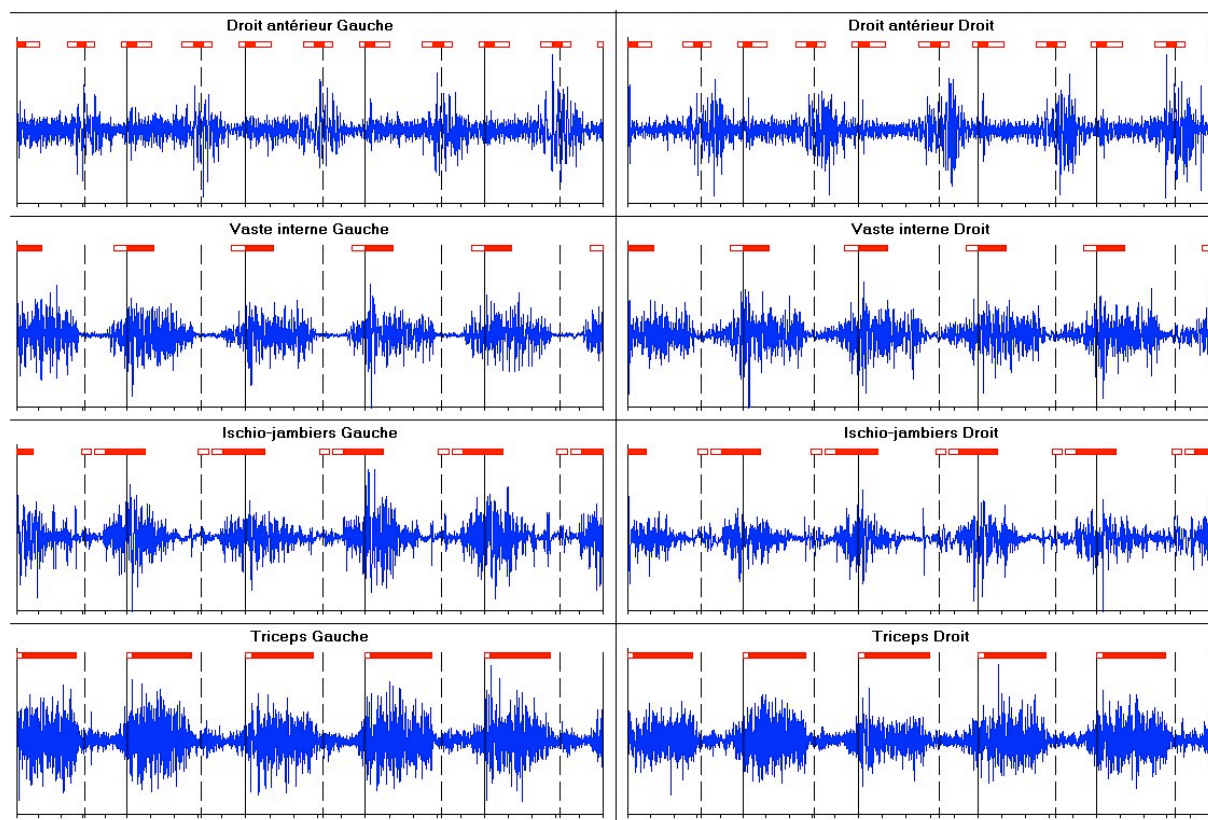 Droit antérieur Gauche
Droit antérieur Droit
Vaste interne Gauche
Vaste interne Droit
Ischio-jambiers Gauche
Ischio-jambiers Droit
Triceps Gauche
Triceps Droit